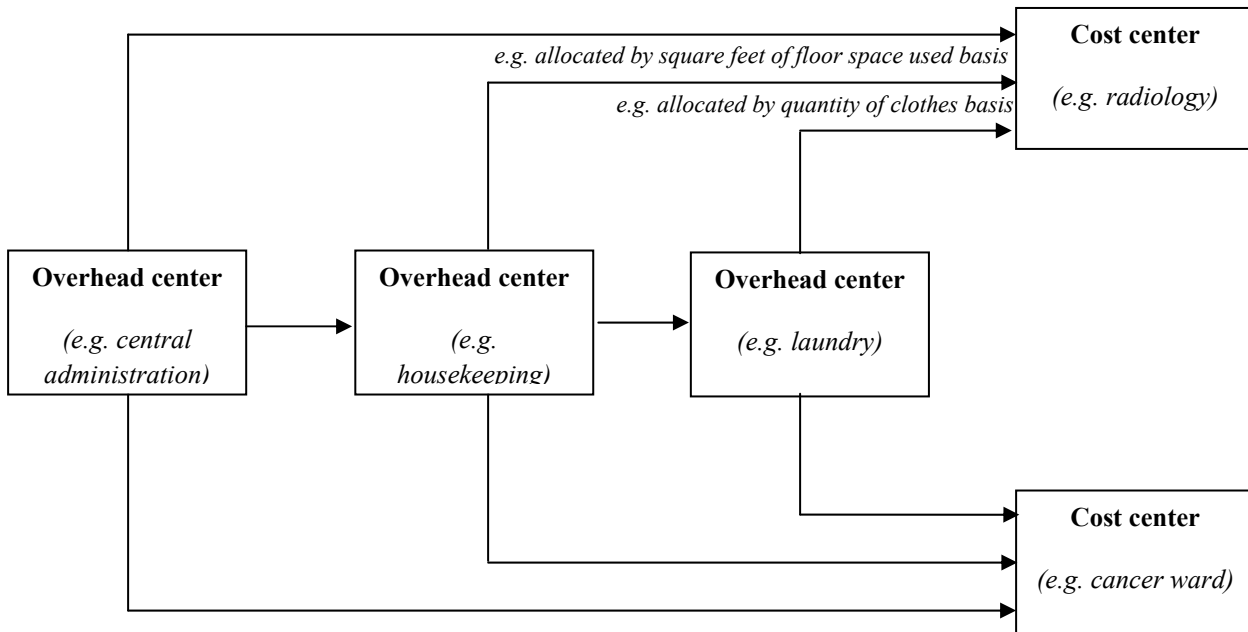 Cost center
(e.g. radiology)
e.g. allocated by square feet of floor space used basis
e.g. allocated by quantity of clothes basis
Overhead center
(e.g. central
administration)
Overhead center
(e.g.
housekeeping)
Overhead center
(e.g. laundry)
Cost center
(e.g. cancer ward)